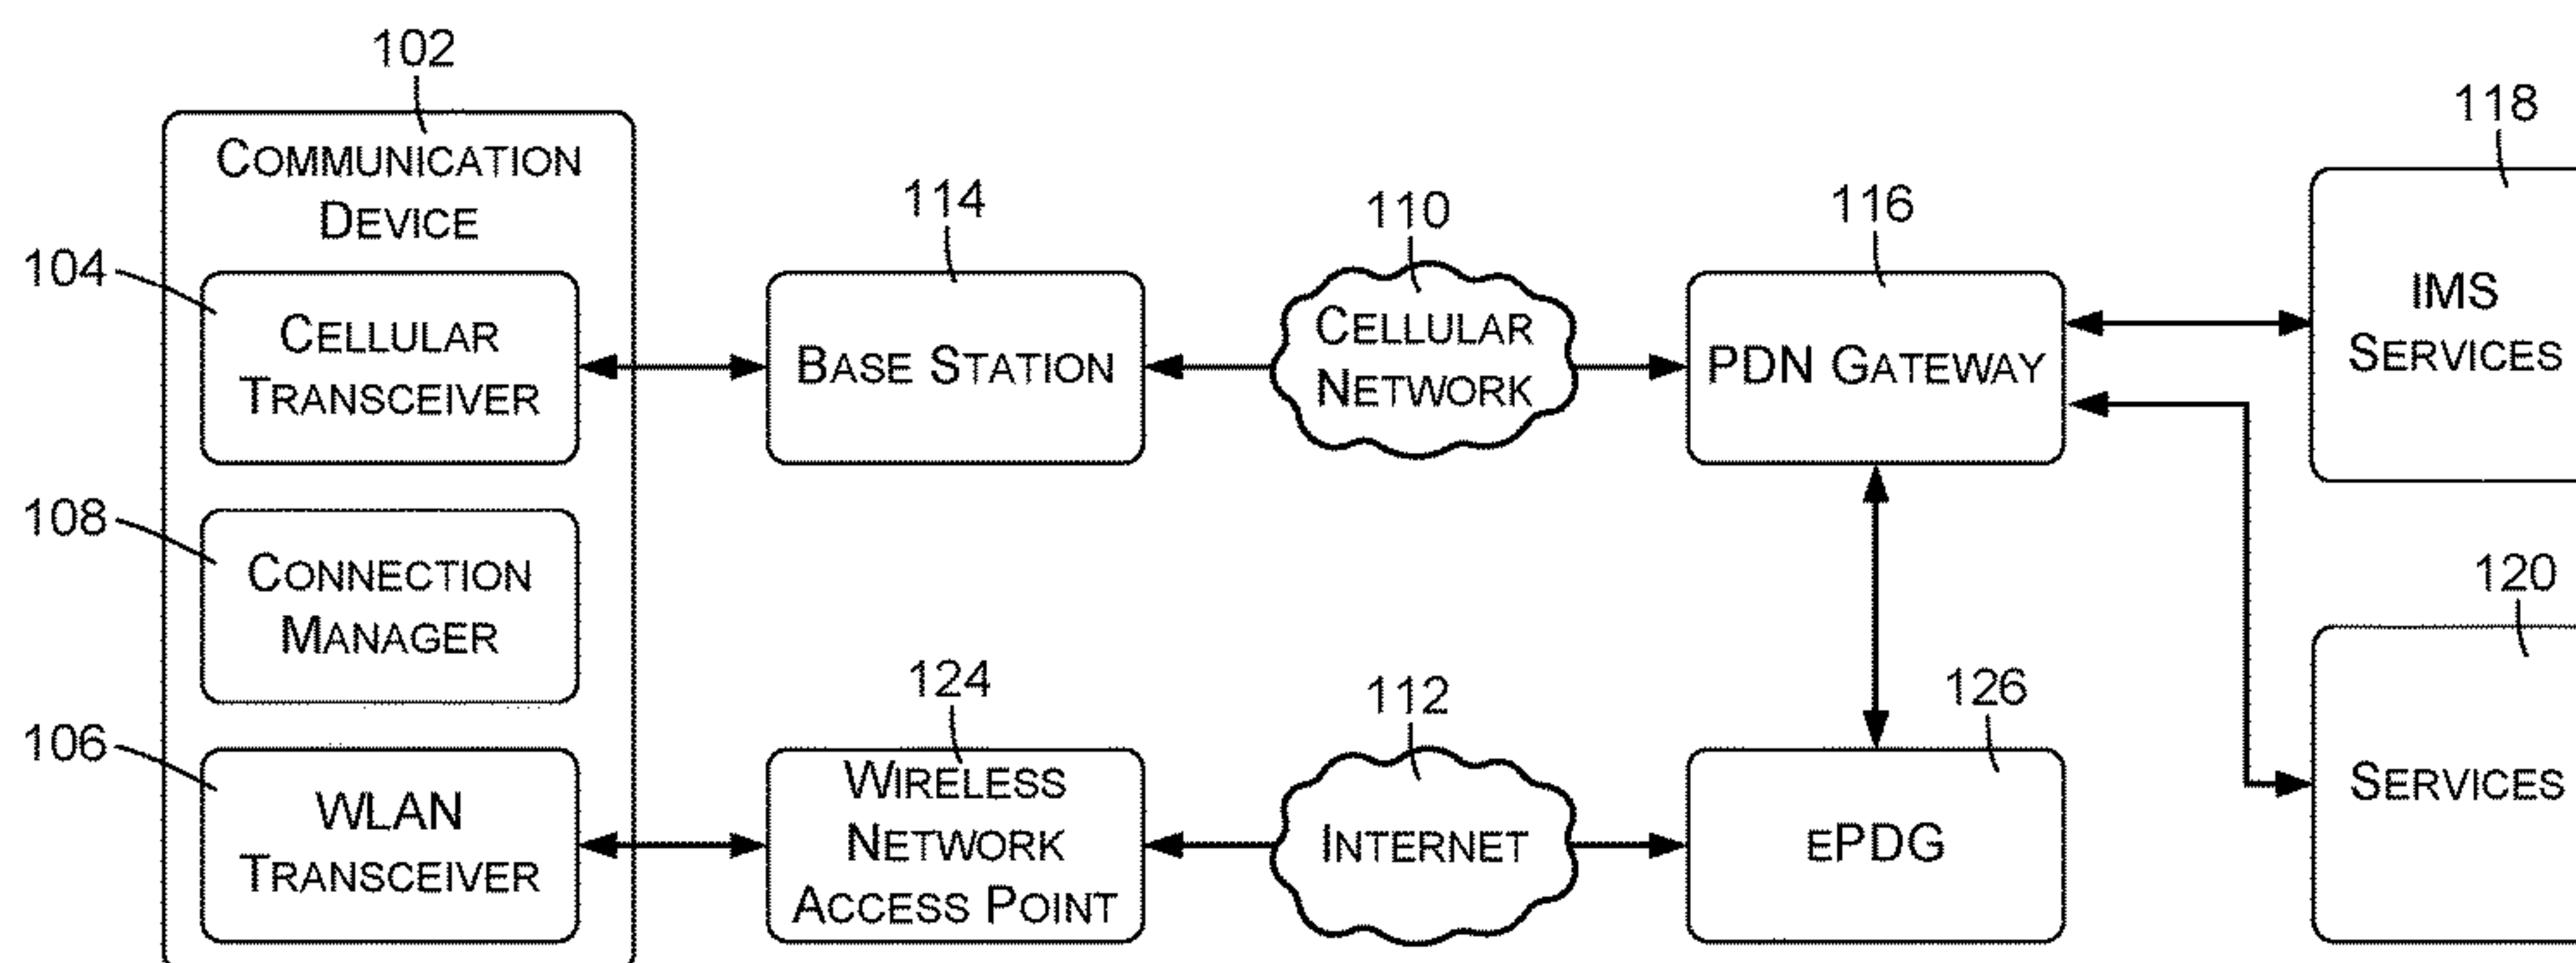 102
COMMUNICATION
DEVICE
104
CELLULAR
TRANSCEIVER
108
CONNECTION
MANAGER
106
WLAN
TRANSCEIVER
114
BASE STATION
124
WIRELESS
NETWORK
ACCESS POINT
110
CELLULAR
NETWORK
112
INTERNET
116
PDN GATEWAY
126
EPDG
118
IMS
SERVICES
120
SERVICES